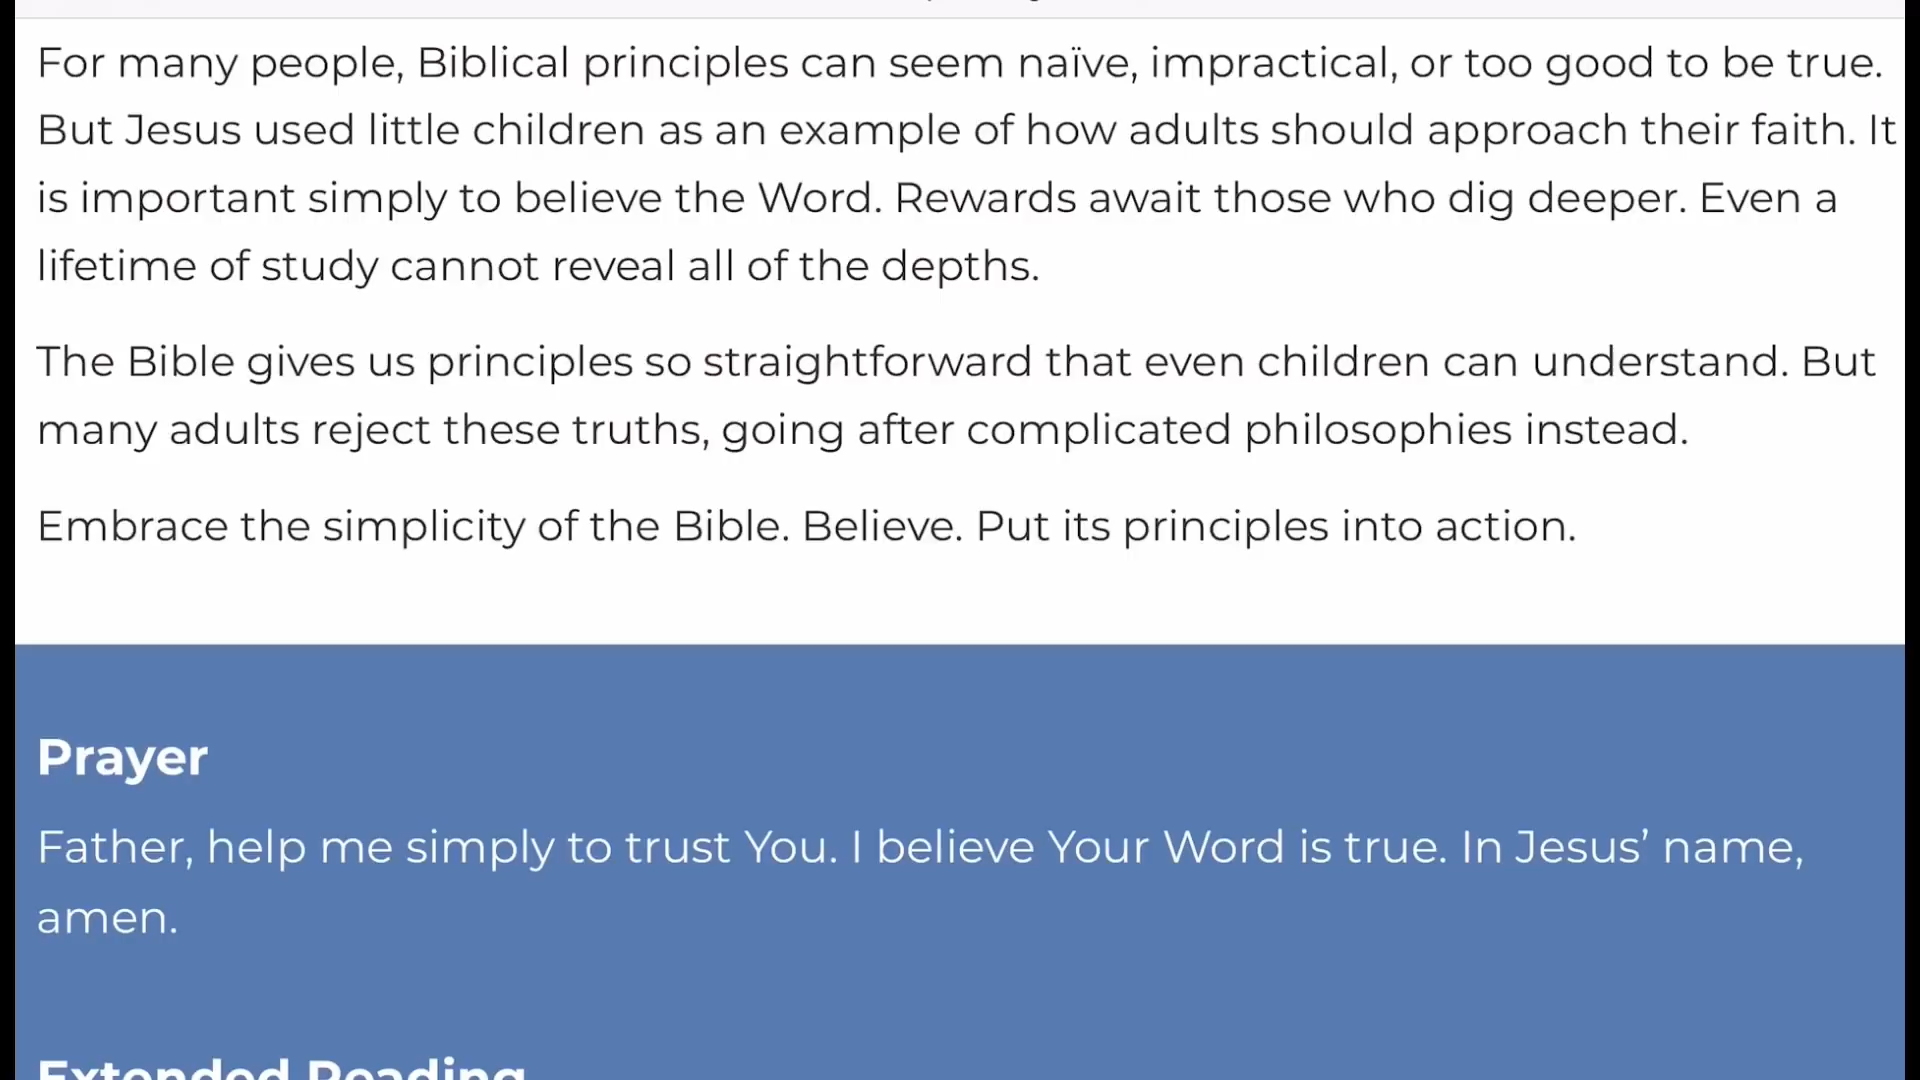 For many people, Biblical principles can seem naïve, impractical, or too good to be true.
But Jesus used little children as an example of how adults should approach their faith. It
is important simply to believe the Word. Rewards await those who dig deeper. Even a
lifetime of study cannot reveal all of the depths.
The Bible gives us principles so straightforward that even children can understand. But
many adults reject these truths, going after complicated philosophies instead.
Embrace the simplicity of the Bible. Believe. Put its principles into action.
Prayer
Father, help me simply to trust You. I believe Your Word is true. In Jesus’ name,
amen.
Extended Reading